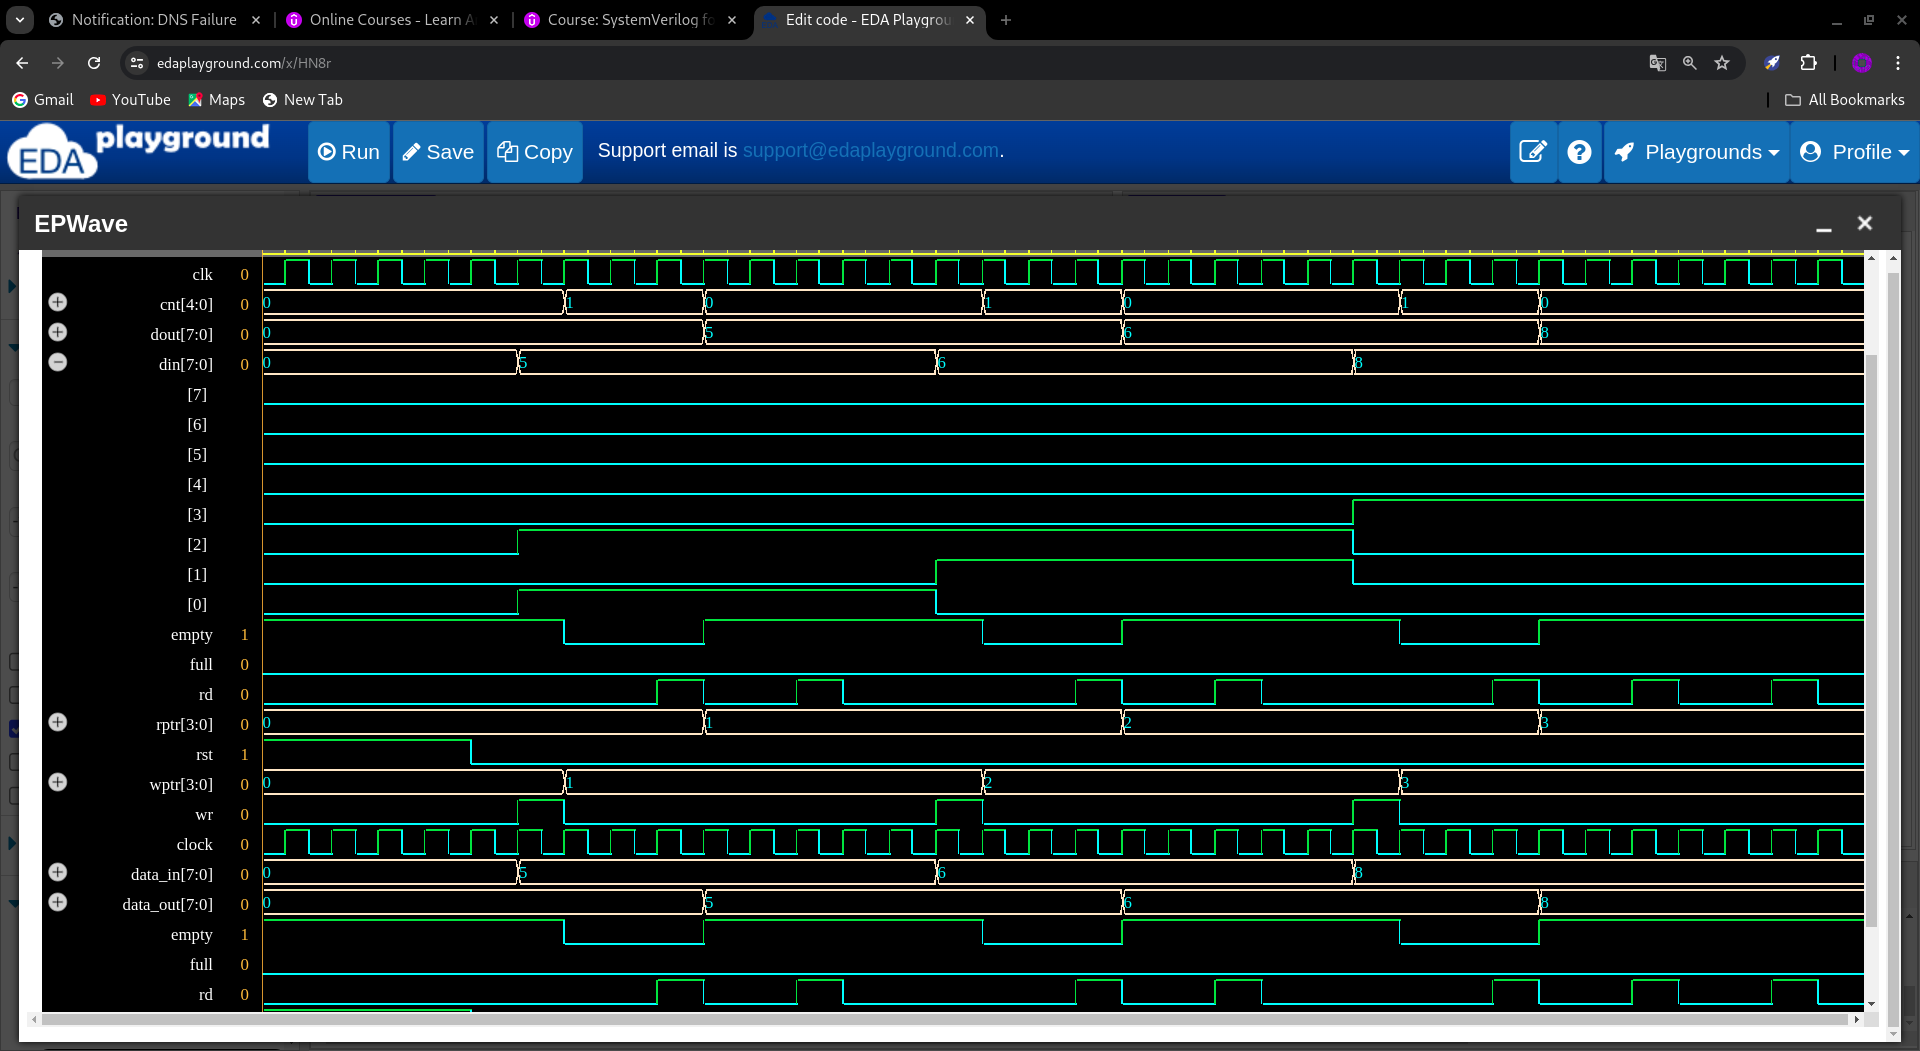 Notification: DNS Failure
Online Courses - Learn A
Course: SystemVerilog fo
Edit code - EDA Playgrou
edaplayground.com/x/HN8r
Gmail
YouTube
Maps
New Tab
All Bookmarks
EDA playground
Run
Save
Copy
Support email is support@edaplayground.com.
Playgrounds
Profile
EPWave
clk 0
cnt[4:0] 0 0 1 0 1 0 1 0
dout[7:0] 0 0 5 6 8
din[7:0] 0 0 5 6 8
[7]
[6]
[5]
[4]
[3]
[2]
[1]
[0]
empty 1
full 0
rd 0
rptr[3:0] 0 0 1 2 3
rst 1
wptr[3:0] 0 0 1 2 3
wr 0
clock 0
data_in[7:0] 0 0 5 6 8
data_out[7:0] 0 0 5 6 8
empty 1
full 0
rd 0